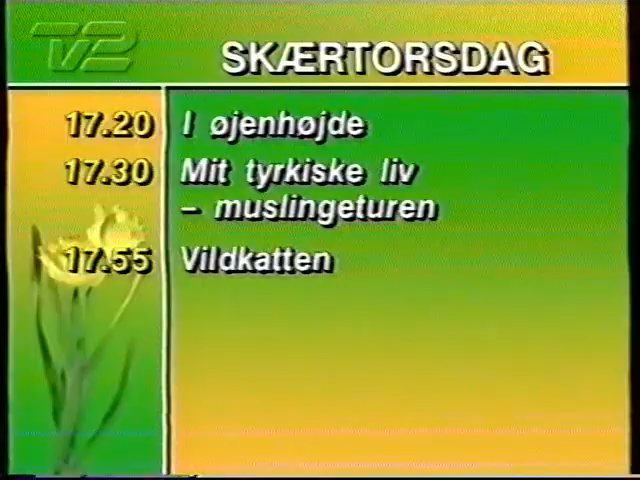 TV2
SKÆRTORSDAG
17.20 I øjenhøjde
17.30 Mit tyrkiske liv
– muslingeturen
17.55 Vildkatten